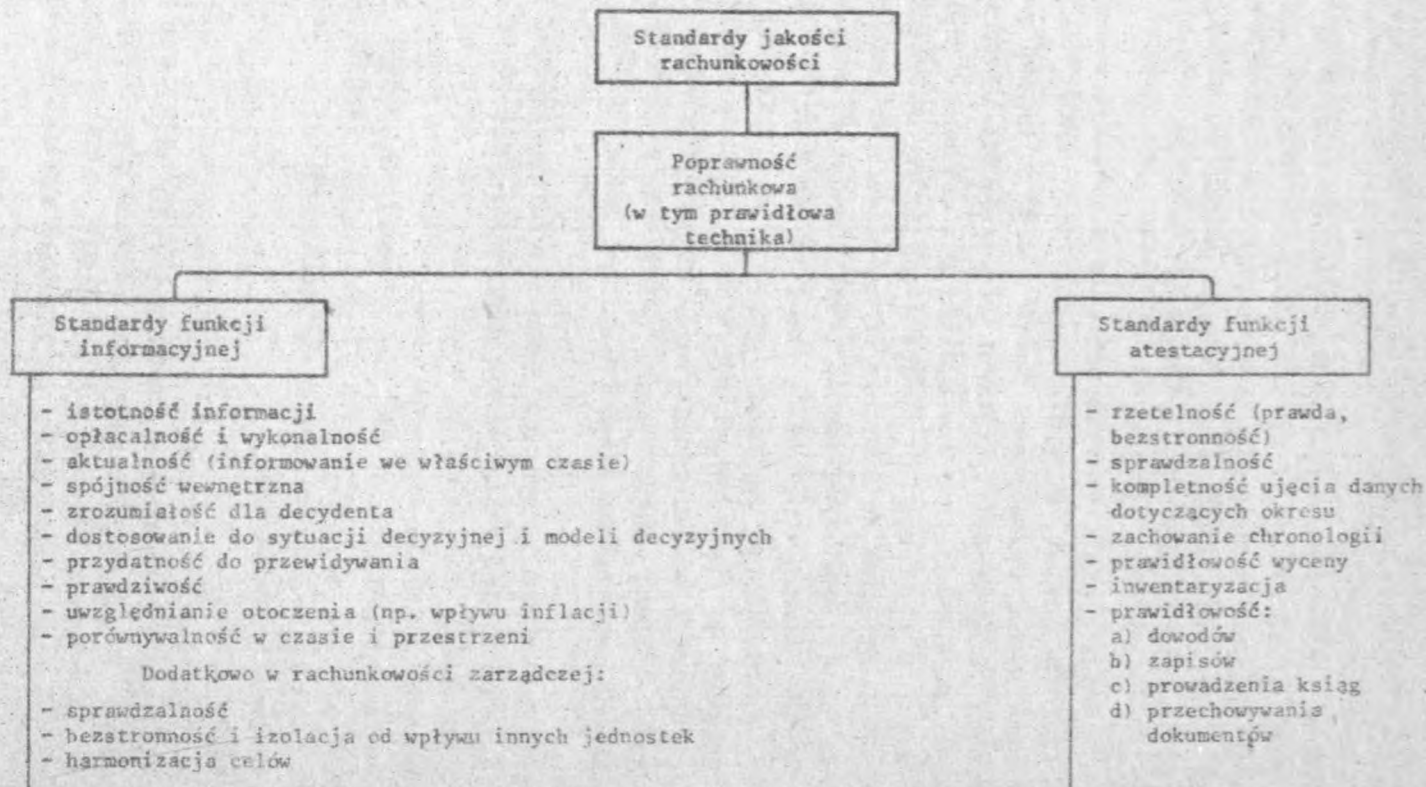 Standardy jakości
rachunkowości
Poprawność
rachunkowa
(w tym prawidłowa
technika)
Standardy funkcji
informacyjnej
- istotność informacji
- opłacalność i wykonalność
- aktualność (informowanie we właściwym czasie)
- spójność wewnętrzna
- zrozumiałość dla decydenta
- dostosowanie do sytuacji decyzyjnej i modeli decyzyjnych
- przydatność do przewidywania
- prawdziwość
- uwzględnianie otoczenia (np. wpływu inflacji)
- porównywalność w czasie i przestrzeni
Dodatkowo w rachunkowości zarządczej:
- sprawdzalność
- bezstronność i izolacja od wpływu innych jednostek
- harmonizacja celów
Standardy funkcji
atestacyjnej
- rzetelność (prawda,
bezstronność)
- sprawdzalność
- kompletność ujęcia danych
dotyczących okresu
- zachowanie chronologii
- prawidłowość wyceny
- inwentaryzacja
- prawidłowość:
a) dowodów
b) zapisów
c) prowadzenia ksiąg
d) przechowywania
dokumentów